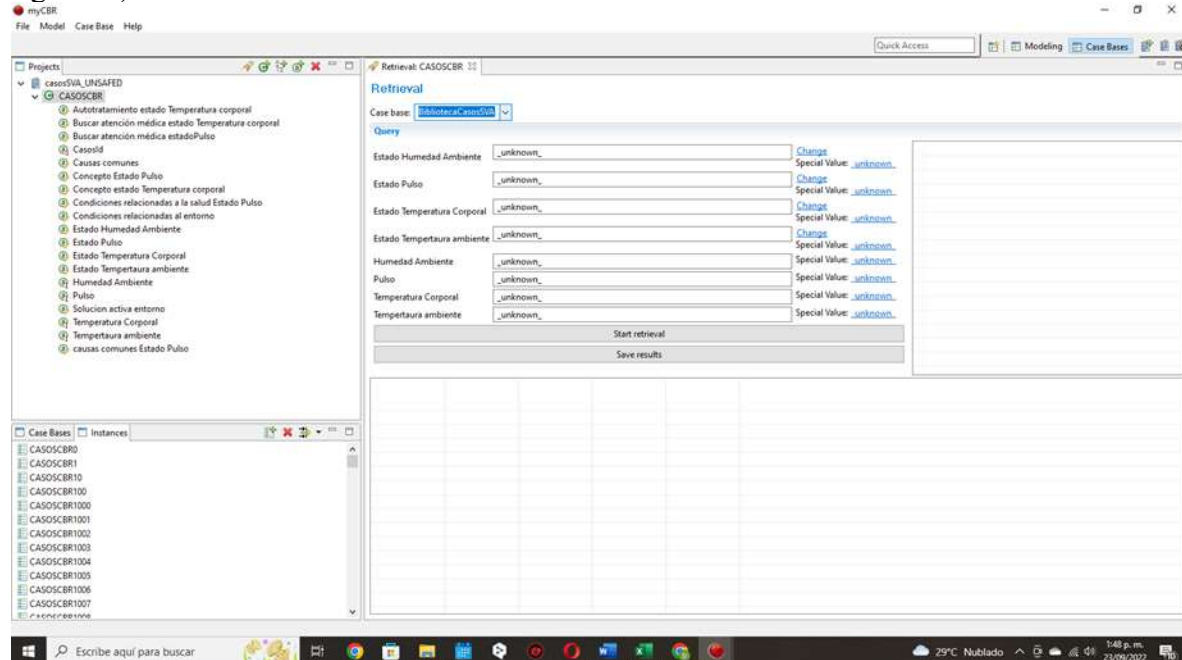 myCBR
File Model Case Base Help
Quick Access
Modeling
Case Bases
Projects
casosSVA_UNSAFED
CASOSCBR
Autotratamiento estado Temperatura corporal
Buscar atención médica estado Temperatura corporal
Buscar atención médica estadoPulso
CasosId
Causas comunes
Concepto Estado Pulso
Concepto estado Temperatura corporal
Condiciones relacionadas a la salud Estado Pulso
Condiciones relacionadas al entorno
Estado Humedad Ambiente
Estado Pulso
Estado Temperatura Corporal
Estado Tempertaura ambiente
Humedad Ambiente
Pulso
Solucion activa entorno
Temperatura Corporal
Tempertaura ambiente
causas comunes Estado Pulso
Case Bases Instances
CASOSCBR0
CASOSCBR1
CASOSCBR10
CASOSCBR100
CASOSCBR1000
CASOSCBR1001
CASOSCBR1002
CASOSCBR1003
CASOSCBR1004
CASOSCBR1005
CASOSCBR1006
CASOSCBR1007
CASOSCBR1008
Retrieval: CASOSCBR
Retrieval
Case base: BibliotecaCasosSVA
Query
Estado Humedad Ambiente _unknown_ Change
Special Value: _unknown_
Estado Pulso _unknown_ Change
Special Value: _unknown_
Estado Temperatura Corporal _unknown_ Change
Special Value: _unknown_
Estado Tempertaura ambiente _unknown_ Change
Special Value: _unknown_
Humedad Ambiente _unknown_ Special Value: _unknown_
Pulso _unknown_ Special Value: _unknown_
Temperatura Corporal _unknown_ Special Value: _unknown_
Tempertaura ambiente _unknown_ Special Value: _unknown_
Start retrieval
Save results
Escribe aquí para buscar
29°C Nublado
1:48 p. m.
23/09/2022